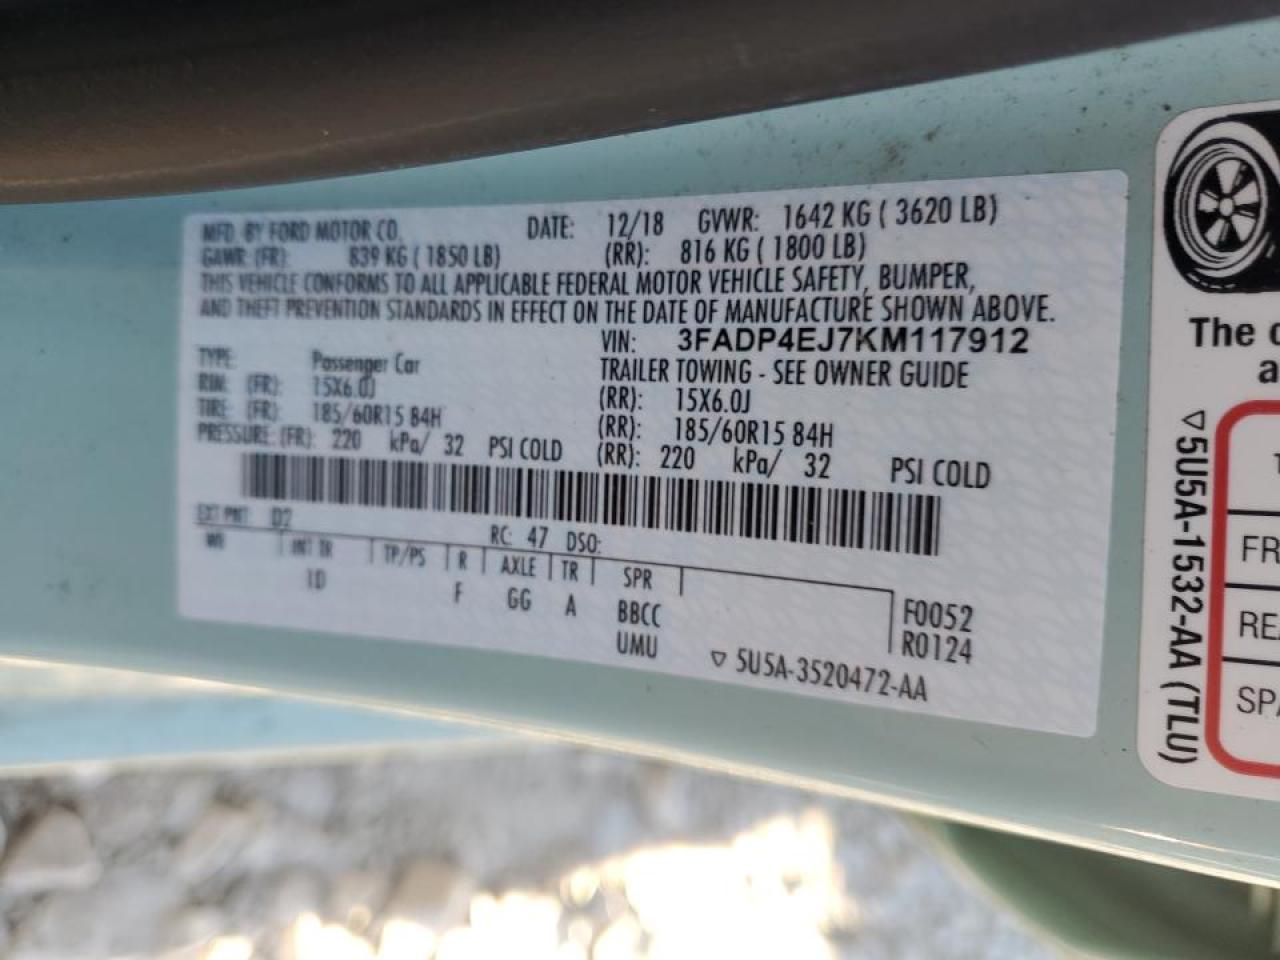 MFD. BY FORD MOTOR CO. DATE: 12/18 GVWR: 1642 KG ( 3620 LB)
GAWR (FR): 839 KG ( 1850 LB) (RR): 816 KG ( 1800 LB)
THIS VEHICLE CONFORMS TO ALL APPLICABLE FEDERAL MOTOR VEHICLE SAFETY, BUMPER,
AND THEFT PREVENTION STANDARDS IN EFFECT ON THE DATE OF MANUFACTURE SHOWN ABOVE.
VIN: 3FADP4EJ7KM117912
TYPE: Passenger Car TRAILER TOWING - SEE OWNER GUIDE
RIM: (FR): 15X6.0J (RR): 15X6.0J
TIRE: (FR): 185/60R15 84H (RR): 185/60R15 84H
PRESSURE: (FR): 220 kPa/ 32 PSI COLD (RR): 220 kPa/ 32 PSI COLD
EXT PNT: D2 RC: 47 DSO:
WB INT TR TP/PS R AXLE TR SPR
1D F GG A BBCC F0052
UMU R0124
▽ 5U5A-3520472-AA
The c
a
▽5U5A-1532-AA (TLU)
FR
REA
SPA